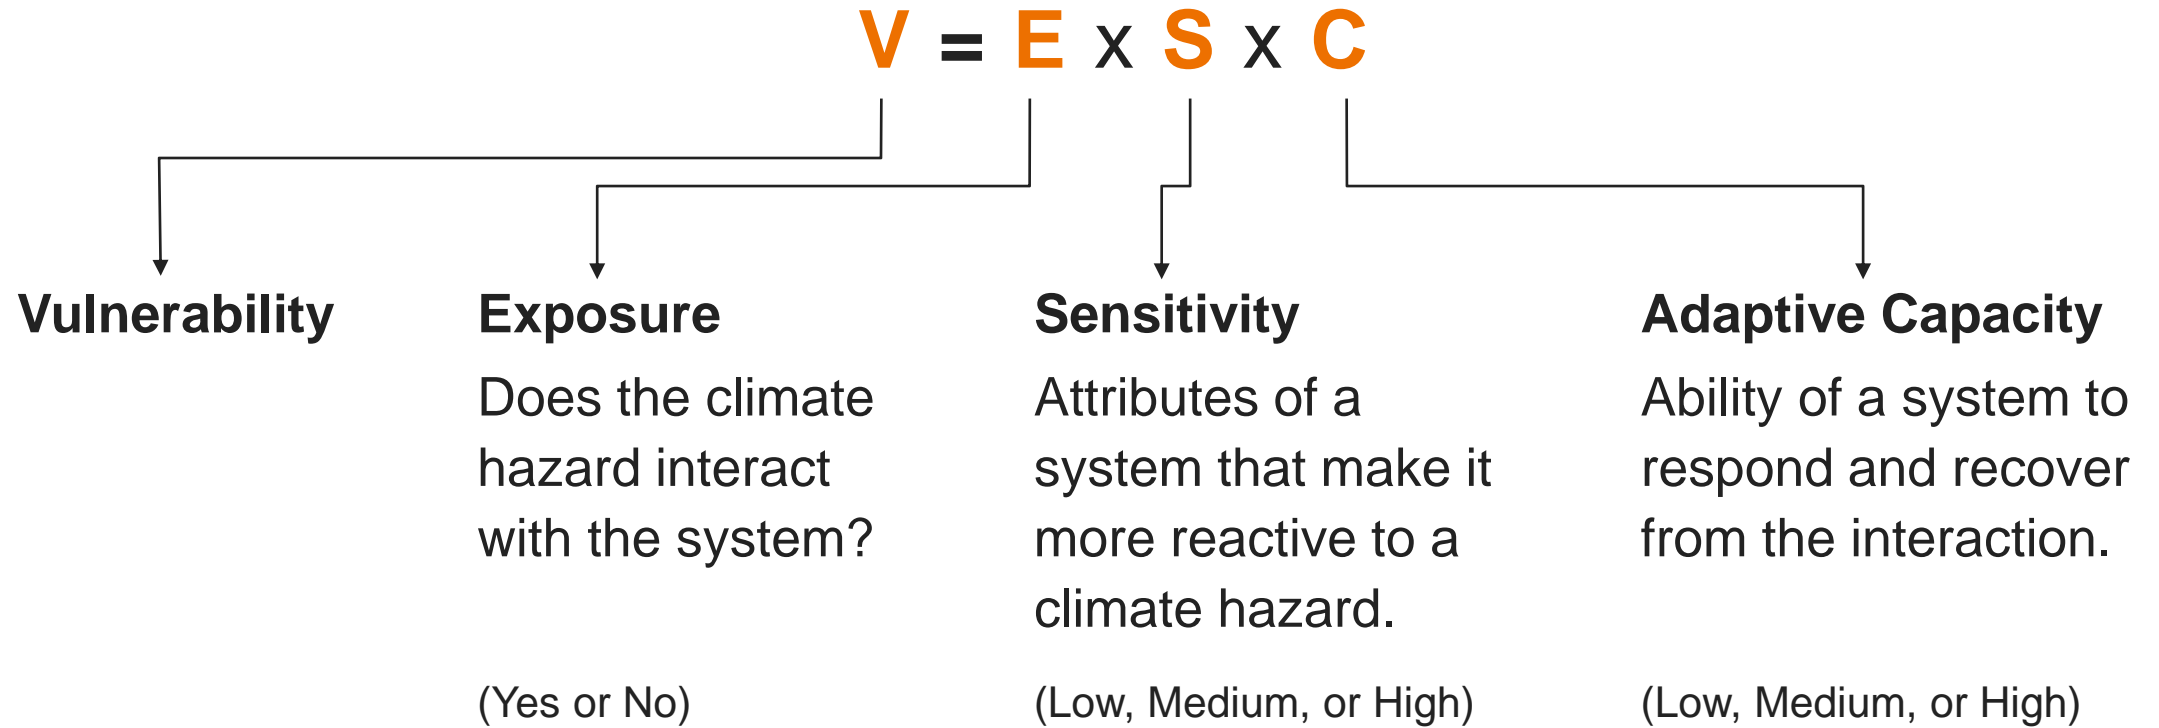 V = E x S x C
Vulnerability
Exposure
Does the climate
hazard interact
with the system?
(Yes or No)
Sensitivity
Attributes of a
system that make it
more reactive to a
climate hazard.
(Low, Medium, or High)
Adaptive Capacity
Ability of a system to
respond and recover
from the interaction.
(Low, Medium, or High)